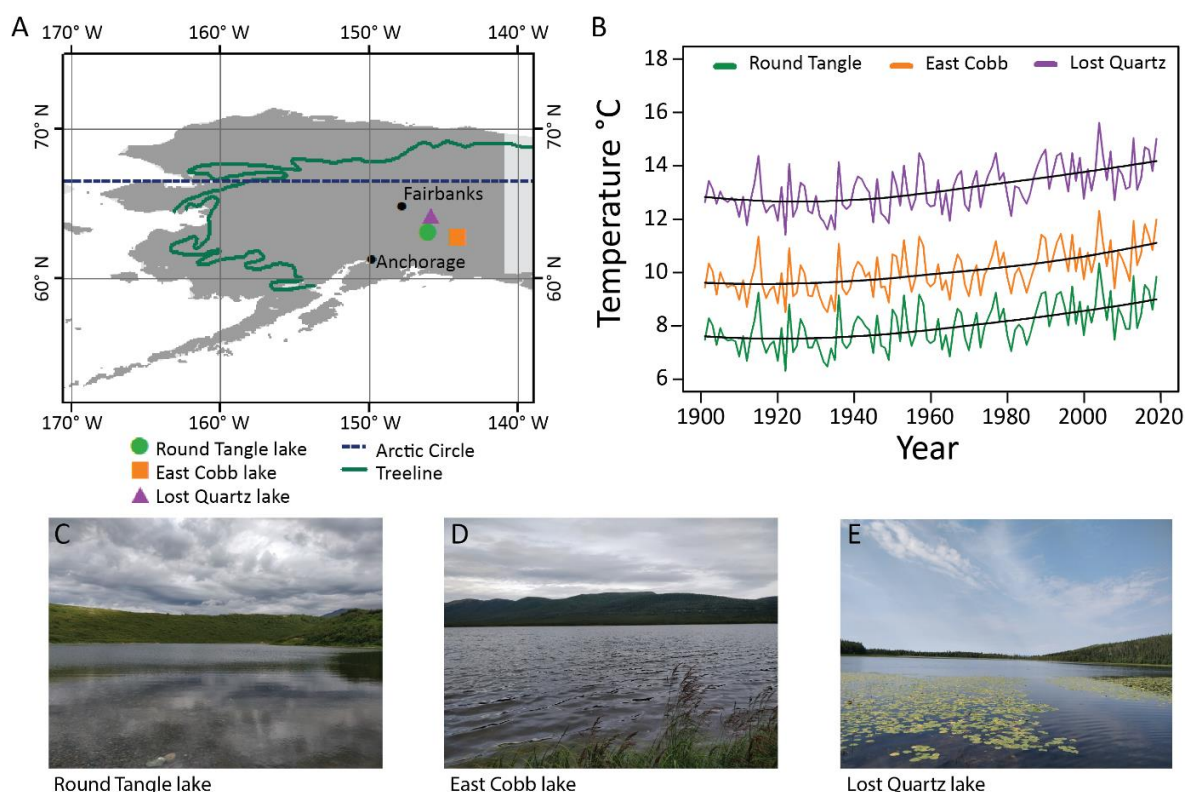 A
170° W
160° W
150° W
140° W
70° N
70° N
Fairbanks
Anchorage
60° N
60° N
170° W
160° W
150° W
140° W
Round Tangle lake
East Cobb lake
Lost Quartz lake
Arctic Circle
Treeline
B
Round Tangle
East Cobb
Lost Quartz
Temperature °C
18
16
14
12
10
8
6
1900 1920 1940 1960 1980 2000 2020
Year
C
D
E
Round Tangle lake
East Cobb lake
Lost Quartz lake